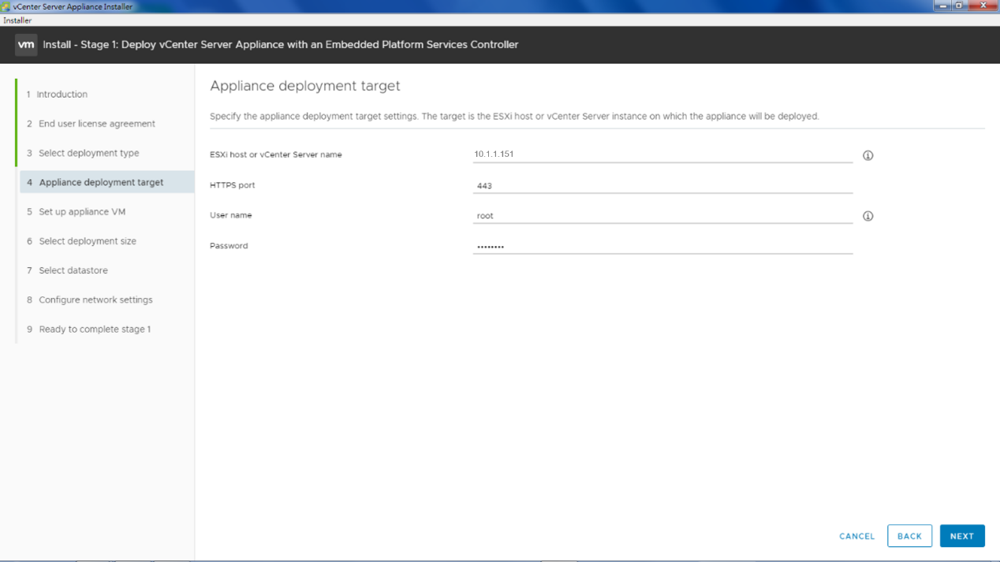 vCenter Server Appliance Installer
Installer
vm Install - Stage 1: Deploy vCenter Server Appliance with an Embedded Platform Services Controller
1 Introduction
2 End user license agreement
3 Select deployment type
4 Appliance deployment target
5 Set up appliance VM
6 Select deployment size
7 Select datastore
8 Configure network settings
9 Ready to complete stage 1
Appliance deployment target
Specify the appliance deployment target settings. The target is the ESXi host or vCenter Server instance on which the appliance will be deployed.
ESXi host or vCenter Server name 10.1.1.151
HTTPS port 443
User name root
Password ••••••••
CANCEL BACK NEXT